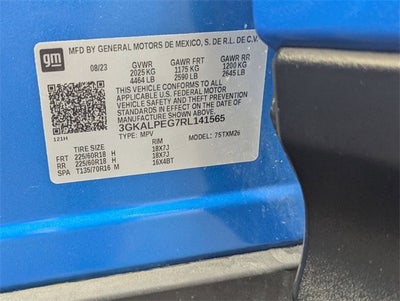 gm
MFD BY GENERAL MOTORS DE MEXICO, S. DE R.L. DE C.V.
08/23 GVWR GAWR FRT GAWR RR
2025 KG 1175 KG 1200 KG
4464 LB 2590 LB 2645 LB
THIS VEHICLE CONFORMS TO ALL
APPLICABLE U.S. FEDERAL MOTOR
VEHICLE SAFETY AND THEFT PREVENTION
STANDARDS IN EFFECT ON THE DATE OF
MANUFACTURE SHOWN ABOVE.
3GKALPEG7RL141565
TYPE: MPV MODEL: 7STXM26
121H
TIRE SIZE RIM
FRT 225/60R18 H 18X7J
RR 225/60R18 H 18X7J
SPA T135/70R16 M 16X4BT